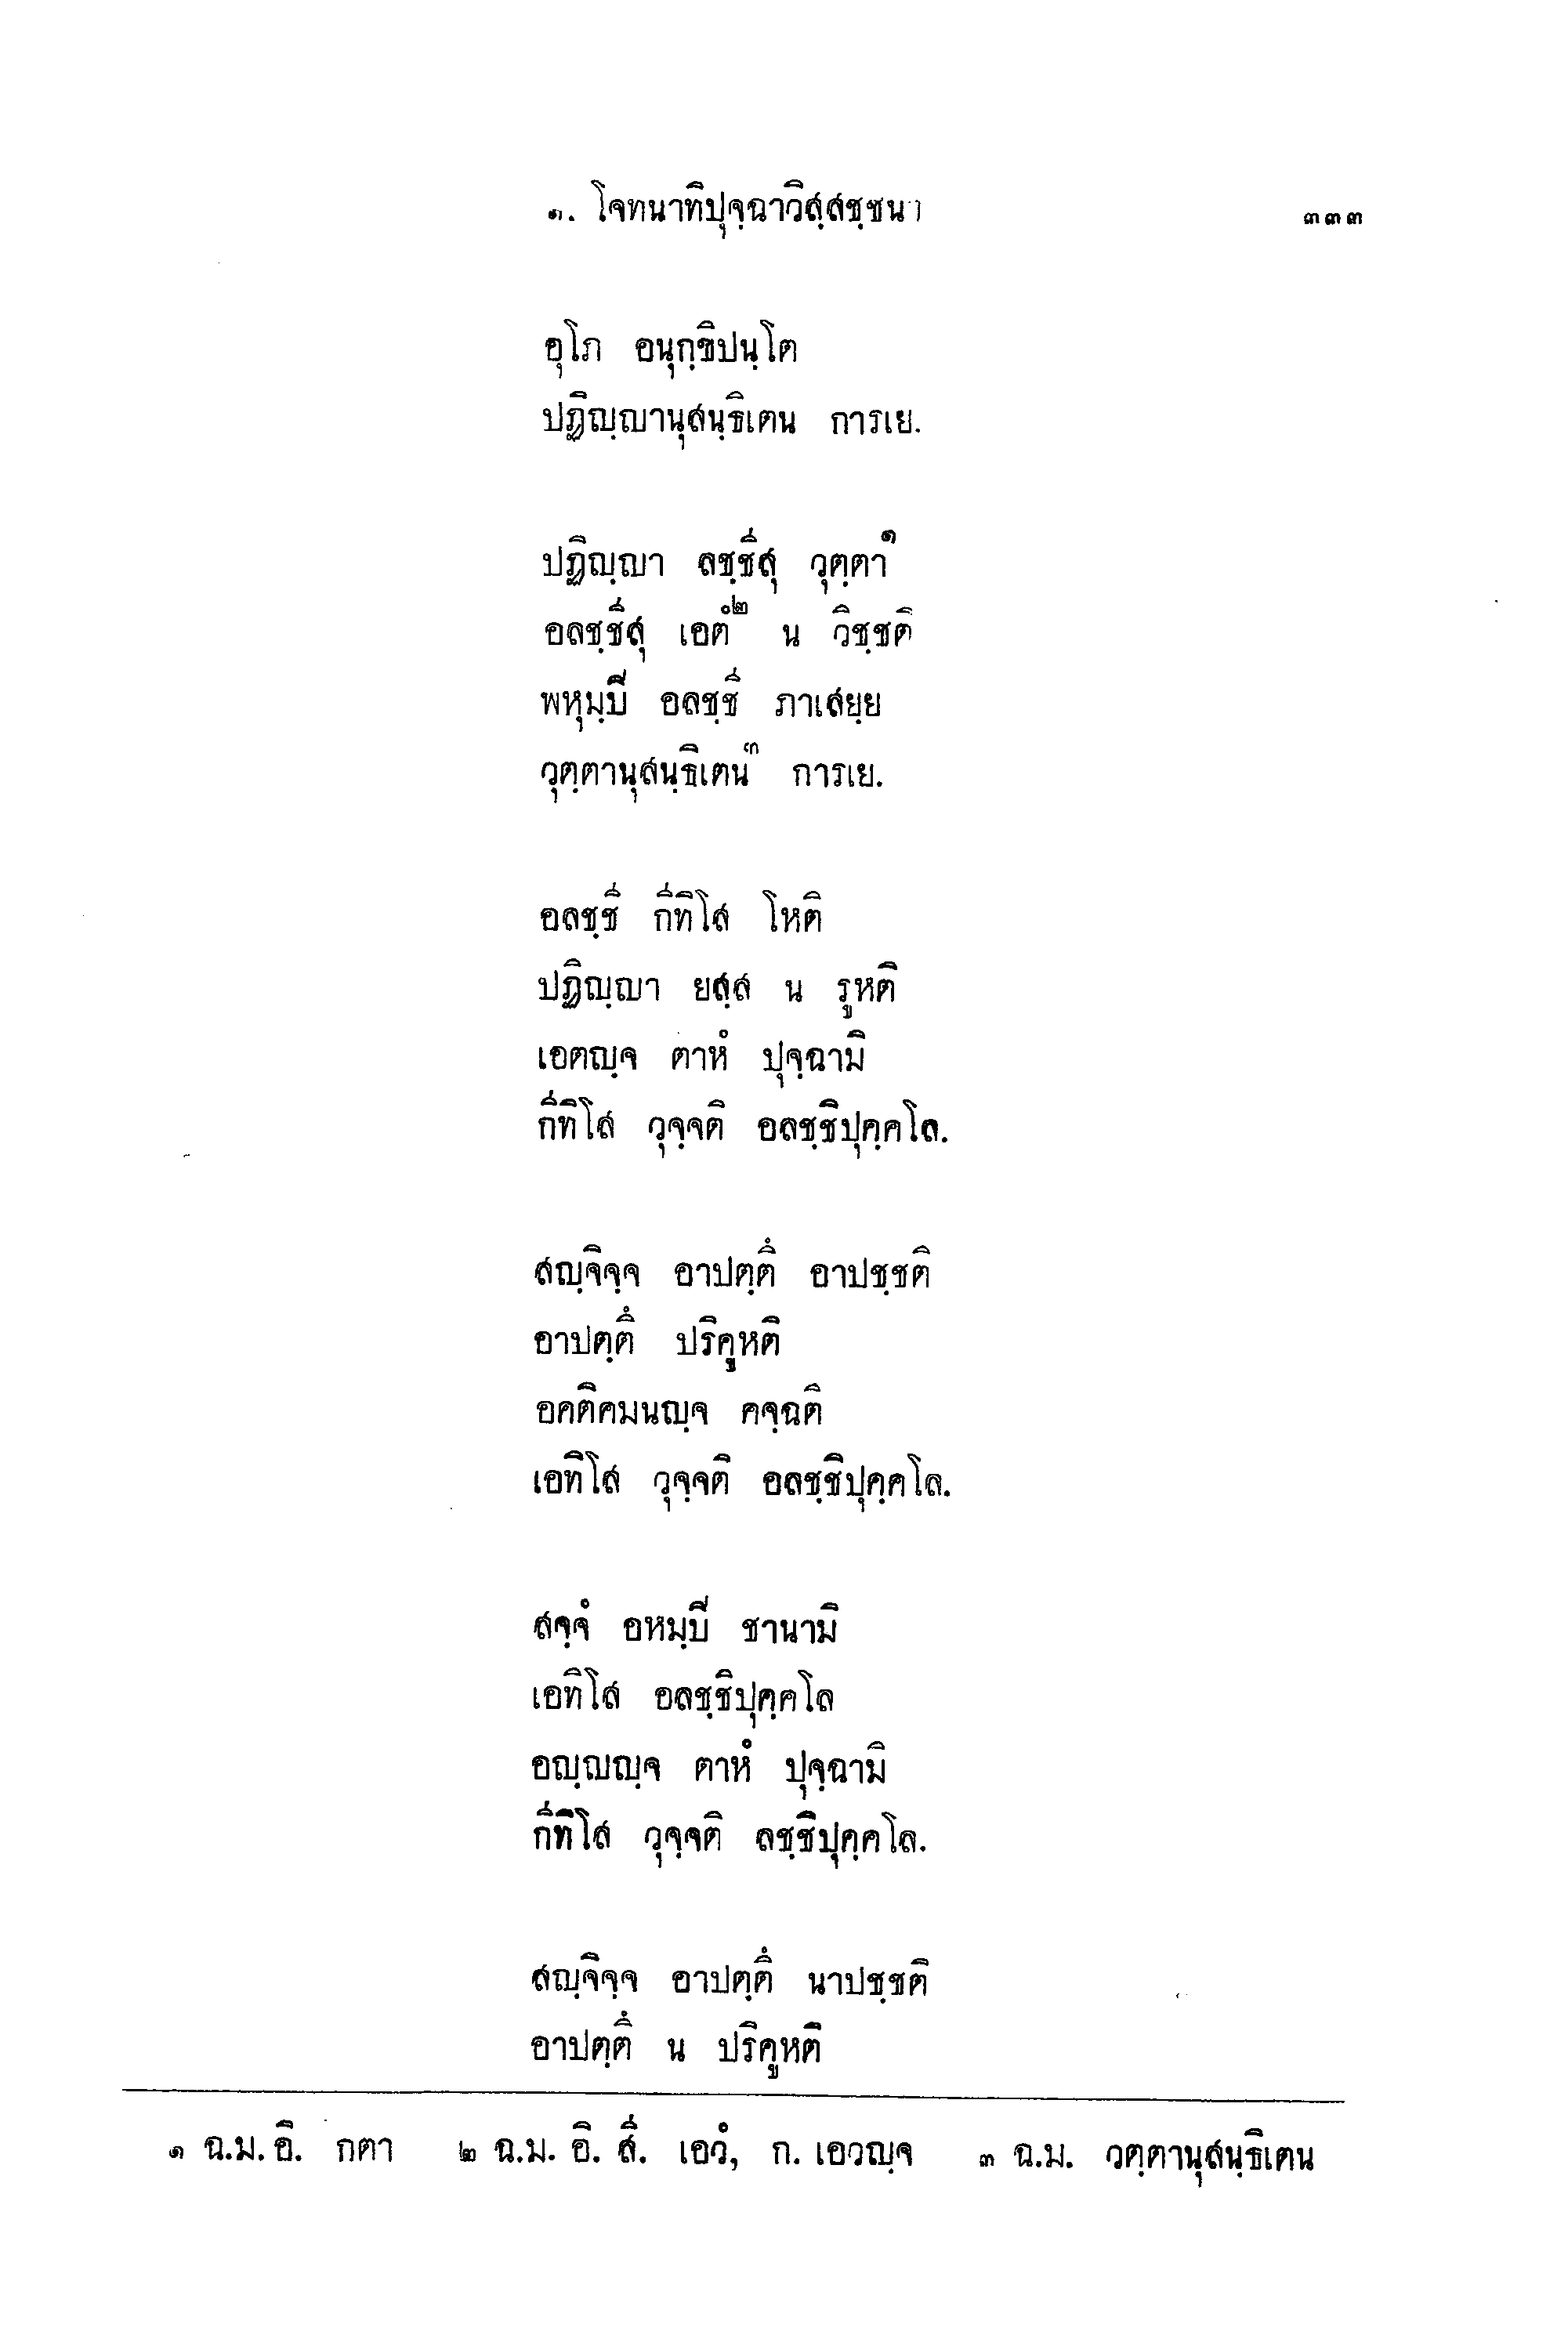 ๑. โจทนาทิปุจฺฉาวิสฺสชฺชนา ๓๓๓
อุโภ อนุกฺขิปนฺโต
ปฏิญฺญานุสนฺธิเตน การเย.
ปฏิญฺญา ลชฺชีสุ วุตฺตา๑
อลชฺชีสุ เอตํ๒ น วิชฺชติ
พหุมฺปิ อลชฺชี ภาเสยฺย
วุตฺตานุสนฺธิเตน๓ การเย.
อลชฺชี กีทิโส โหติ
ปฏิญฺญา ยสฺส น รูหติ
เอตญฺจ ตาหํ ปุจฺฉามิ
กีทิโส วุจฺจติ อลชฺชิปุคฺคโล.
สญฺจิจฺจ อาปตฺตึ อาปชฺชติ
อาปตฺตึ ปริคูหติ
อคติคมนญฺจ คจฺฉติ
เอทิโส วุจฺจติ อลชฺชิปุคฺคโล.
สจฺจํ อหมฺปิ ชานามิ
เอทิโส อลชฺชิปุคฺคโล
อญฺญญฺจ ตาหํ ปุจฺฉามิ
กีทิโส วุจฺจติ ลชฺชิปุคฺคโล.
สญฺจิจฺจ อาปตฺตึ นาปชฺชติ
อาปตฺตึ น ปริคูหติ
๑ ฉ.ม. อิ. กตา ๒ ฉ.ม. อิ. สี. เอวํ, ก. เอวญฺจ ๓ ฉ.ม. วตฺตานุสนฺธิเตน